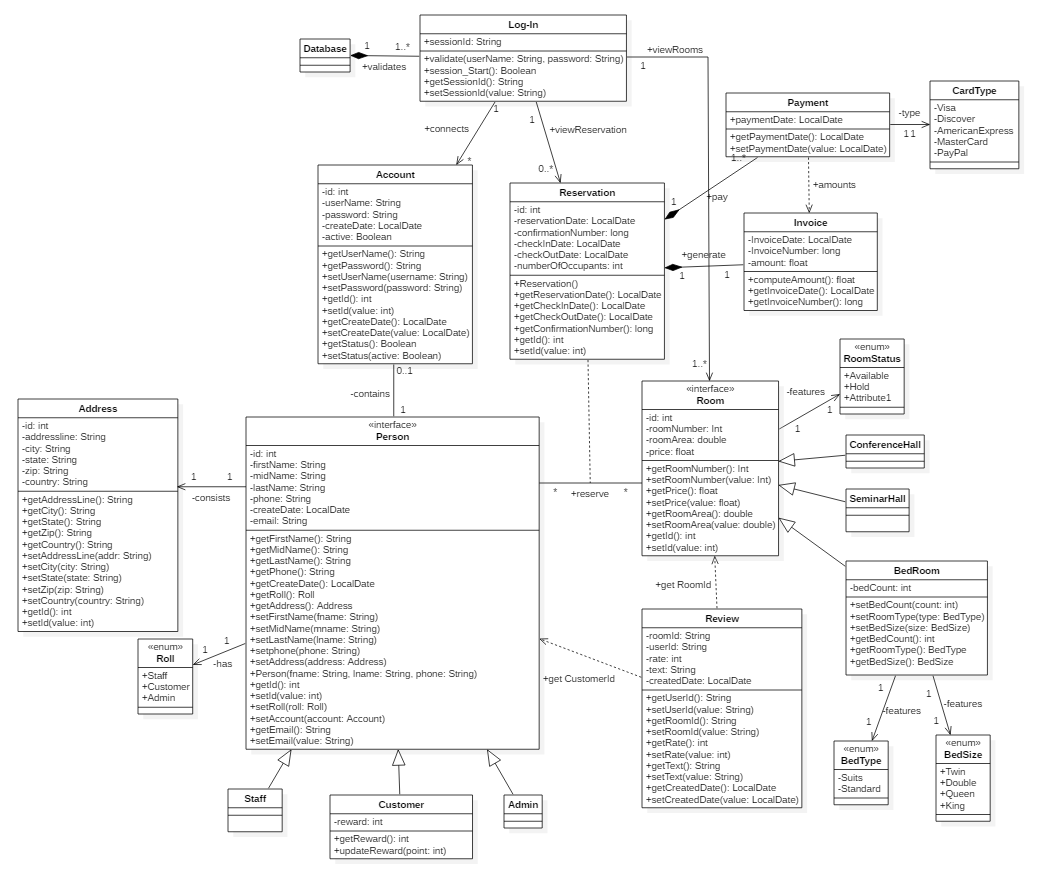 Log-In
+sessionId: String
+validate(userName: String, password: String)
+session_Start(): Boolean
+getSessionId(): String
+setSessionId(value: String)
Database
1
1..*
+validates
+viewRooms
1
1
+connects
*
1
+viewReservation
0..*
Payment
+paymentDate: LocalDate
+getPaymentDate(): LocalDate
+setPaymentDate(value: LocalDate)
-type
1
1
CardType
-Visa
-Discover
-AmericanExpress
-MasterCard
-PayPal
1..*
1
+pay
+amounts
Account
-id: int
-userName: String
-password: String
-createDate: LocalDate
-active: Boolean
+getUserName(): String
+getPassword(): String
+setUserName(username: String)
+setPassword(password: String)
+getId(): int
+setId(value: int)
+getCreateDate(): LocalDate
+setCreateDate(value: LocalDate)
+getStatus(): Boolean
+setStatus(active: Boolean)
Reservation
-id: int
-reservationDate: LocalDate
-confirmationNumber: long
-checkInDate: LocalDate
-checkOutDate: LocalDate
-numberOfOccupants: int
+Reservation()
+getReservationDate(): LocalDate
+getCheckInDate(): LocalDate
+getCheckOutDate(): LocalDate
+getConfirmationNumber(): long
+getId(): int
+setId(value: int)
+generate
1
1
Invoice
-InvoiceDate: LocalDate
-InvoiceNumber: long
-amount: float
+computeAmount(): float
+getInvoiceDate(): LocalDate
+getInvoiceNumber(): long
0..1
-contains
1
1..*
«enum»
RoomStatus
+Available
+Hold
+Attribute1
-features
1
1
Address
-id: int
-addressline: String
-city: String
-state: String
-zip: String
-country: String
+getAddressLine(): String
+getCity(): String
+getState(): String
+getZip(): String
+getCountry(): String
+setAddressLine(addr: String)
+setCity(city: String)
+setState(state: String)
+setZip(zip: String)
+setCountry(country: String)
+getId(): int
+setId(value: int)
1
1
-consists
«interface»
Person
-id: int
-firstName: String
-midName: String
-lastName: String
-phone: String
-createDate: LocalDate
-email: String
+getFirstName(): String
+getMidName(): String
+getLastName(): String
+getPhone(): String
+getCreateDate(): LocalDate
+getRoll(): Roll
+getAddress(): Address
+setFirstName(fname: String)
+setMidName(mname: String)
+setLastName(lname: String)
+setphone(phone: String)
+setAddress(address: Address)
+Person(fname: String, lname: String, phone: String)
+getId(): int
+setId(value: int)
+setRoll(roll: Roll)
+setAccount(account: Account)
+getEmail(): String
+setEmail(value: String)
*
+reserve
*
«interface»
Room
-id: int
-roomNumber: Int
-roomArea: double
-price: float
+getRoomNumber(): Int
+setRoomNumber(value: Int)
+getPrice(): float
+setPrice(value: float)
+getRoomArea(): double
+setRoomArea(value: double)
+getId(): int
+setId(value: int)
ConferenceHall
SeminarHall
BedRoom
-bedCount: int
+setBedCount(count: int)
+setRoomType(type: BedType)
+setBedSize(size: BedSize)
+getBedCount(): int
+getRoomType(): BedType
+getBedSize(): BedSize
+get RoomId
+get CustomerId
Review
-roomId: String
-userId: String
-rate: int
-text: String
-createdDate: LocalDate
+getUserId(): String
+setUserId(value: String)
+getRoomId(): String
+setRoomId(value: String)
+getRate(): int
+setRate(value: int)
+getText(): String
+setText(value: String)
+getCreatedDate(): LocalDate
+setCreatedDate(value: LocalDate)
«enum»
Roll
+Staff
+Customer
+Admin
1
1
-has
1
-features
1
1
-features
1
«enum»
BedType
-Suits
-Standard
«enum»
BedSize
+Twin
+Double
+Queen
+King
Staff
Customer
-reward: int
+getReward(): int
+updateReward(point: int)
Admin